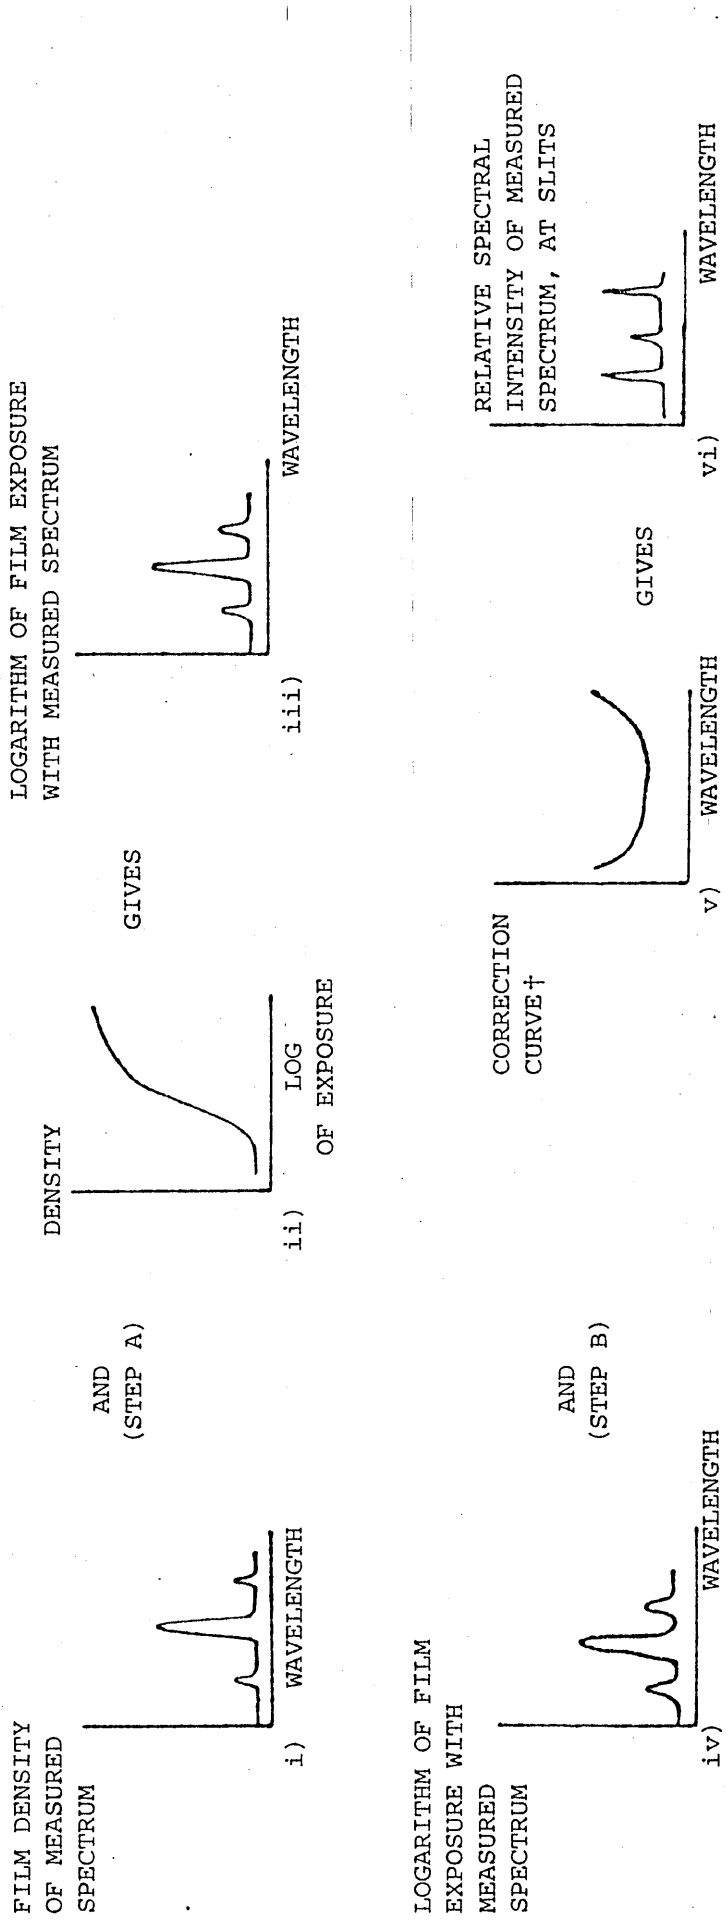 FILM DENSITY
OF MEASURED
SPECTRUM
WAVELENGTH
i)
AND
(STEP A)
DENSITY
LOG
OF EXPOSURE
ii)
GIVES
LOGARITHM OF FILM EXPOSURE
WITH MEASURED SPECTRUM
WAVELENGTH
iii)
LOGARITHM OF FILM
EXPOSURE WITH
MEASURED
SPECTRUM
WAVELENGTH
iv)
AND
(STEP B)
CORRECTION
CURVE†
WAVELENGTH
v)
GIVES
RELATIVE SPECTRAL
INTENSITY OF MEASURED
SPECTRUM, AT SLITS
WAVELENGTH
vi)